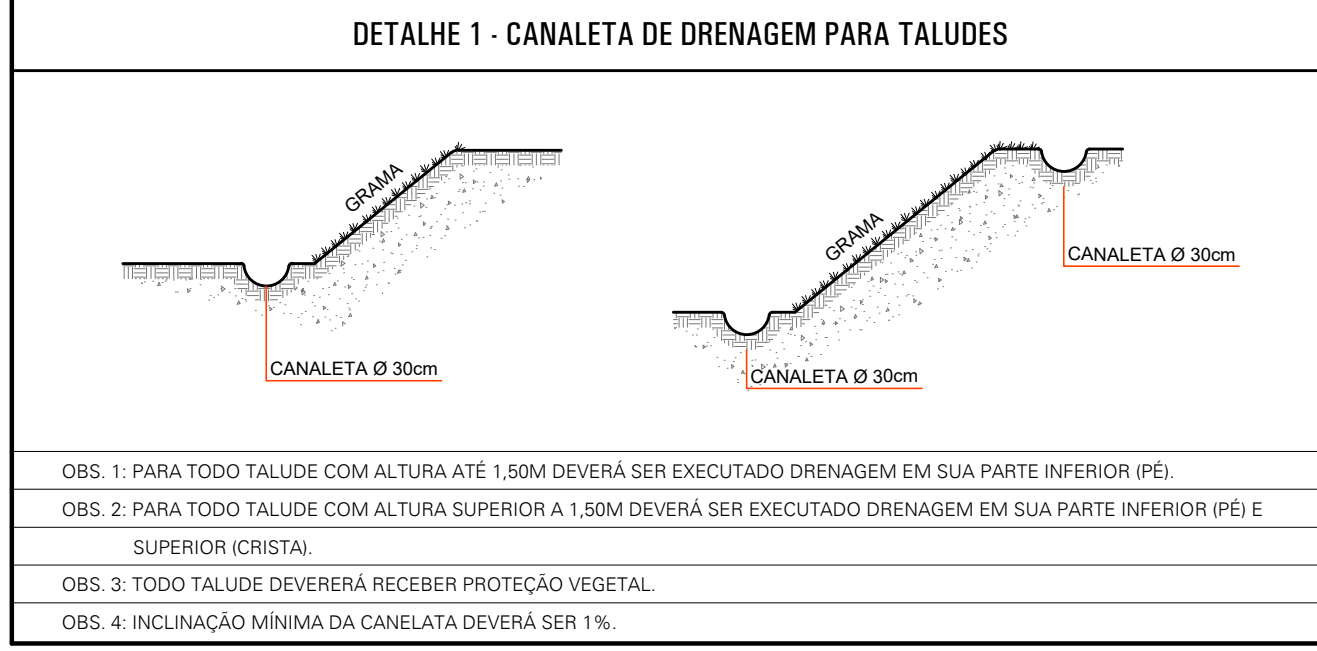 DETALHE 1 - CANALETA DE DRENAGEM PARA TALUDES
GRAMA
CANALETA Ø 30cm
GRAMA
CANALETA Ø 30cm
CANALETA Ø 30cm
OBS. 1: PARA TODO TALUDE COM ALTURA ATÉ 1,50M DEVERÁ SER EXECUTADO DRENAGEM EM SUA PARTE INFERIOR (PÉ).
OBS. 2: PARA TODO TALUDE COM ALTURA SUPERIOR A 1,50M DEVERÁ SER EXECUTADO DRENAGEM EM SUA PARTE INFERIOR (PÉ) E
SUPERIOR (CRISTA).
OBS. 3: TODO TALUDE DEVERERÁ RECEBER PROTEÇÃO VEGETAL.
OBS. 4: INCLINAÇÃO MÍNIMA DA CANELATA DEVERÁ SER 1%.